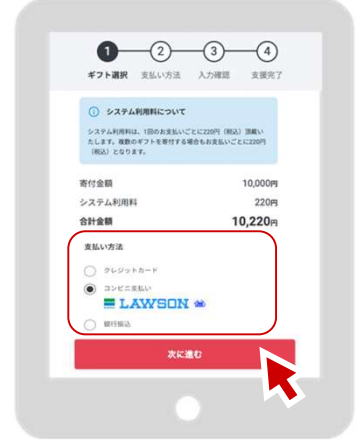 1 2 3 4
ギフト選択 支払い方法 入力確認 支援完了
システム利用料について
システム利用料は、1回のお支払いごとに220円（税込）頂戴い
たします。複数のギフトを寄付する場合もお支払いごとに220円
（税込）となります。
寄付金額 10,000円
システム利用料 220円
合計金額 10,220円
支払い方法
クレジットカード
コンビニ支払い
LAWSON
銀行振込
次に進む